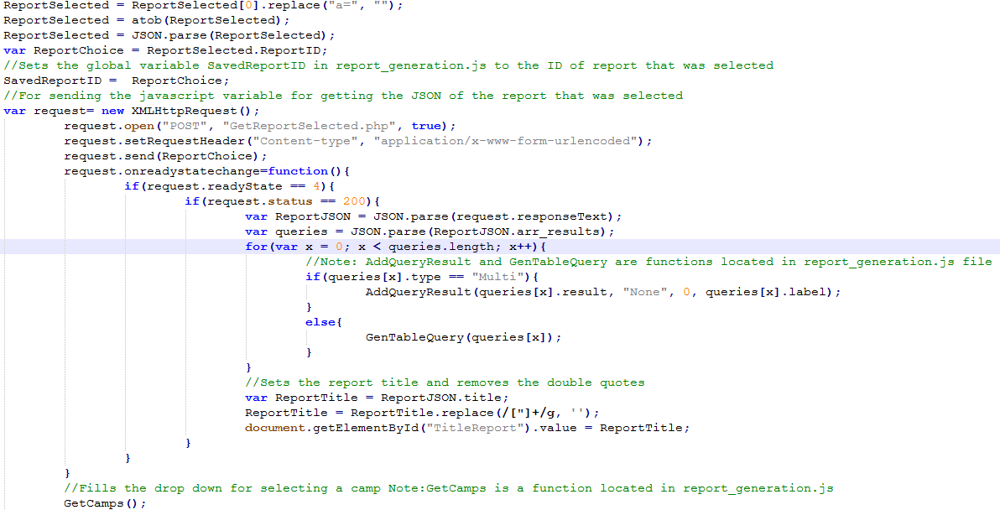 ReportSelected = ReportSelected[0].replace("a=", "");
ReportSelected = atob(ReportSelected);
ReportSelected = JSON.parse(ReportSelected);
var ReportChoice = ReportSelected.ReportID;
//Sets the global variable SavedReportID in report_generation.js to the ID of report that was selected
SavedReportID =  ReportChoice;
//For sending the javascript variable for getting the JSON of the report that was selected
var request= new XMLHttpRequest();
        request.open("POST", "GetReportSelected.php", true);
        request.setRequestHeader("Content-type", "application/x-www-form-urlencoded");
        request.send(ReportChoice);
        request.onreadystatechange=function(){
                if(request.readyState == 4){
                        if(request.status == 200){
                                var ReportJSON = JSON.parse(request.responseText);
                                var queries = JSON.parse(ReportJSON.arr_results);
                                for(var x = 0; x < queries.length; x++){
                                        //Note: AddQueryResult and GenTableQuery are functions located in report_generation.js file
                                        if(queries[x].type == "Multi"){
                                                AddQueryResult(queries[x].result, "None", 0, queries[x].label);
                                        }
                                        else{
                                                GenTableQuery(queries[x]);
                                        }
                                }
                                //Sets the report title and removes the double quotes
                                var ReportTitle = ReportJSON.title;
                                ReportTitle = ReportTitle.replace(/["]+/g, '');
                                document.getElementById("TitleReport").value = ReportTitle;
                        }
                }
        }
        //Fills the drop down for selecting a camp Note:GetCamps is a function located in report_generation.js
        GetCamps();